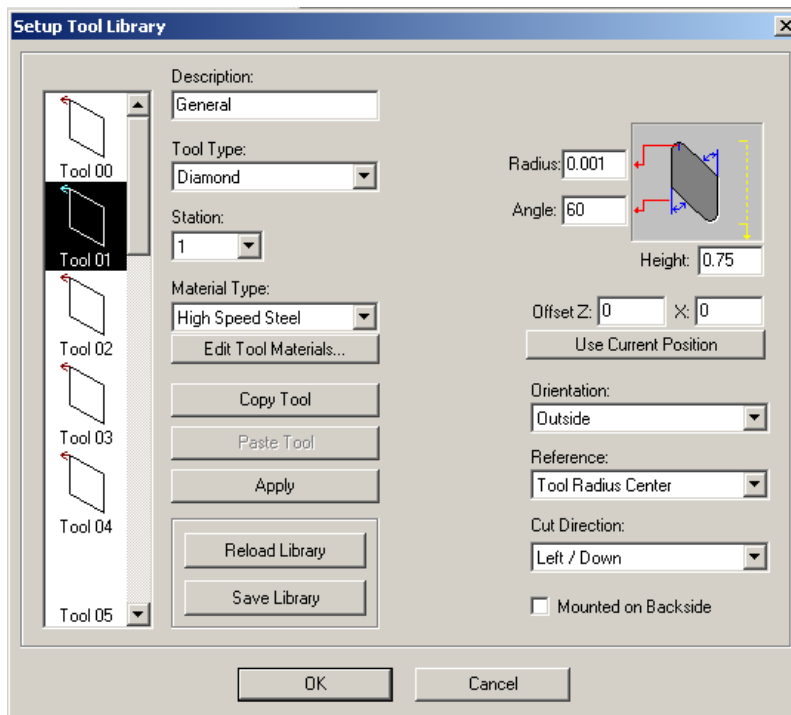 Setup Tool Library
Tool 00
Tool 01
Tool 02
Tool 03
Tool 04
Tool 05
Description:
General
Tool Type:
Diamond
Station:
1
Material Type:
High Speed Steel
Edit Tool Materials...
Copy Tool
Paste Tool
Apply
Reload Library
Save Library
Radius: 0.001
Angle: 60
Height: 0.75
Offset Z: 0 X: 0
Use Current Position
Orientation:
Outside
Reference:
Tool Radius Center
Cut Direction:
Left / Down
Mounted on Backside
OK Cancel